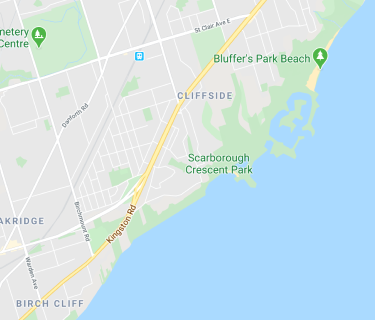 St Clair Ave E
metery
Centre
Bluffer's Park Beach
CLIFFSIDE
Danforth Rd
Scarborough
Crescent Park
Birchmount Rd
AKRIDGE
Kingston Rd
Warden Ave
BIRCH CLIFF